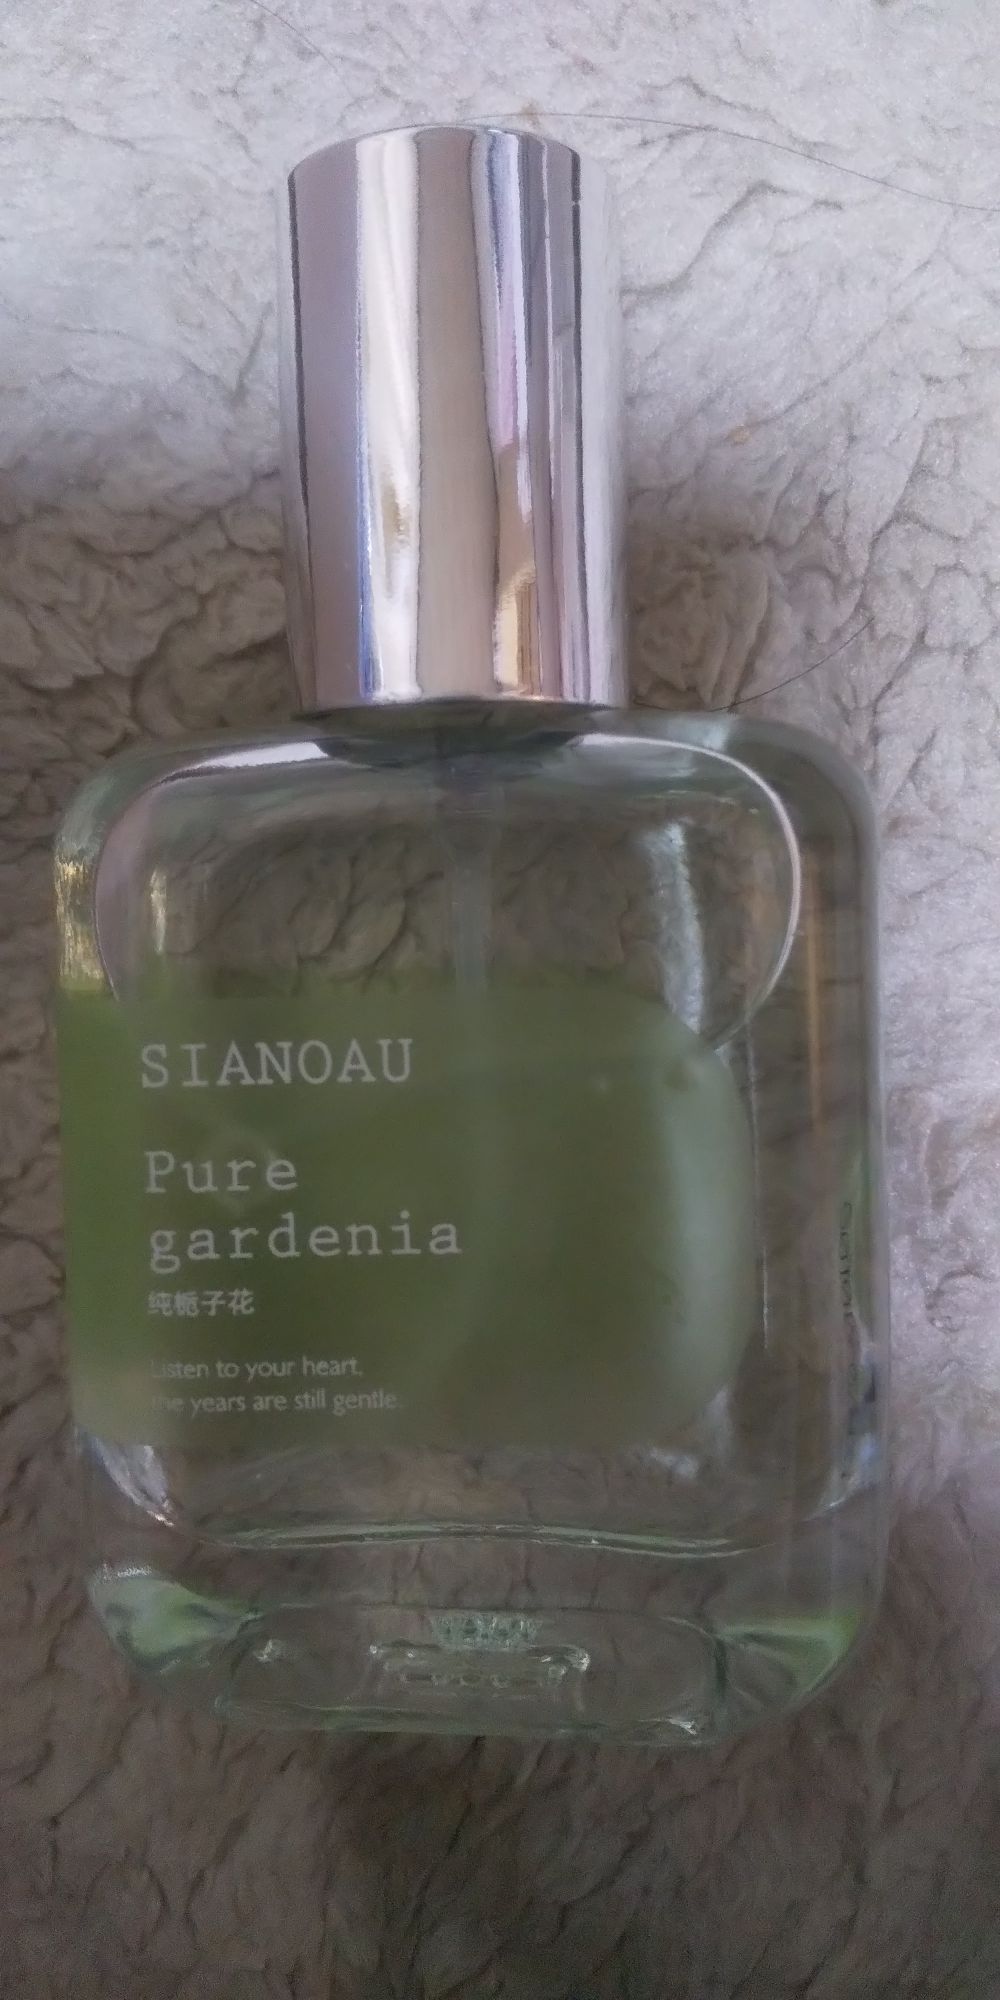 SIANOAU
Pure
gardenia
纯栀子花
Listen to your heart,
the years are still gentle.